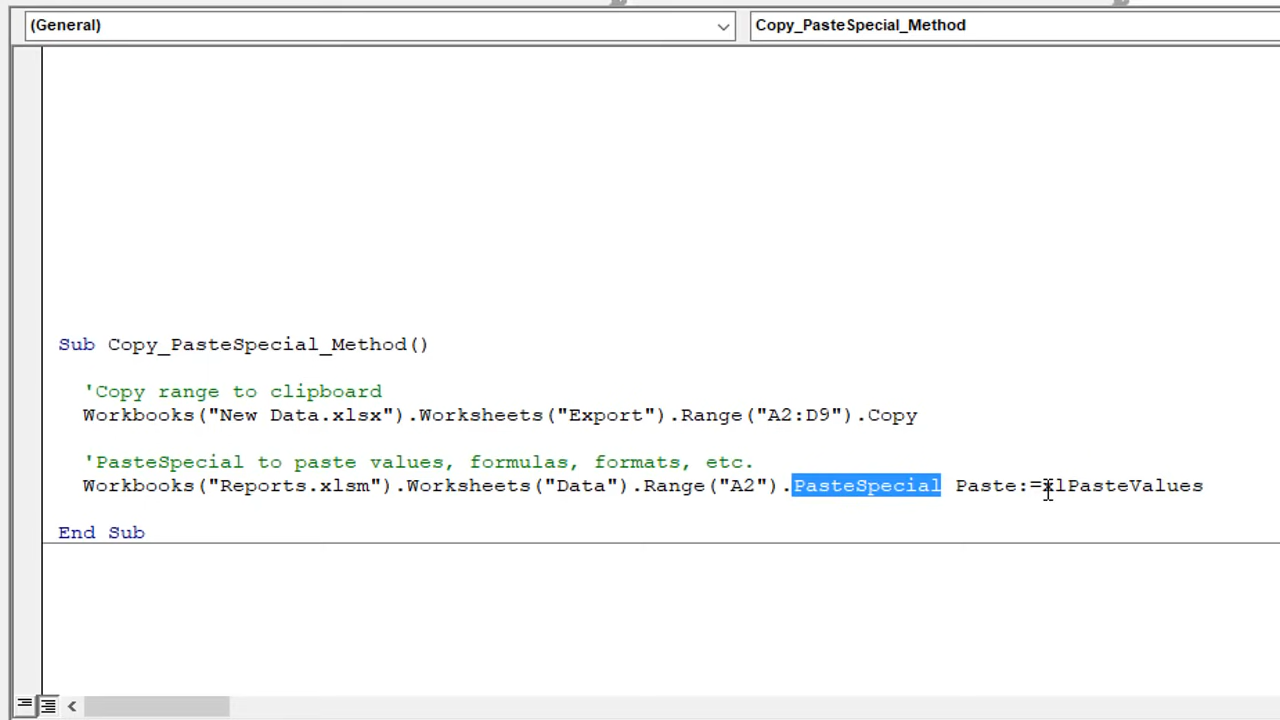 (General)
Copy_PasteSpecial_Method
Sub Copy_PasteSpecial_Method()
'Copy range to clipboard
Workbooks("New Data.xlsx").Worksheets("Export").Range("A2:D9").Copy
'PasteSpecial to paste values, formulas, formats, etc.
Workbooks("Reports.xlsm").Worksheets("Data").Range("A2").PasteSpecial Paste:=xlPasteValues
End Sub